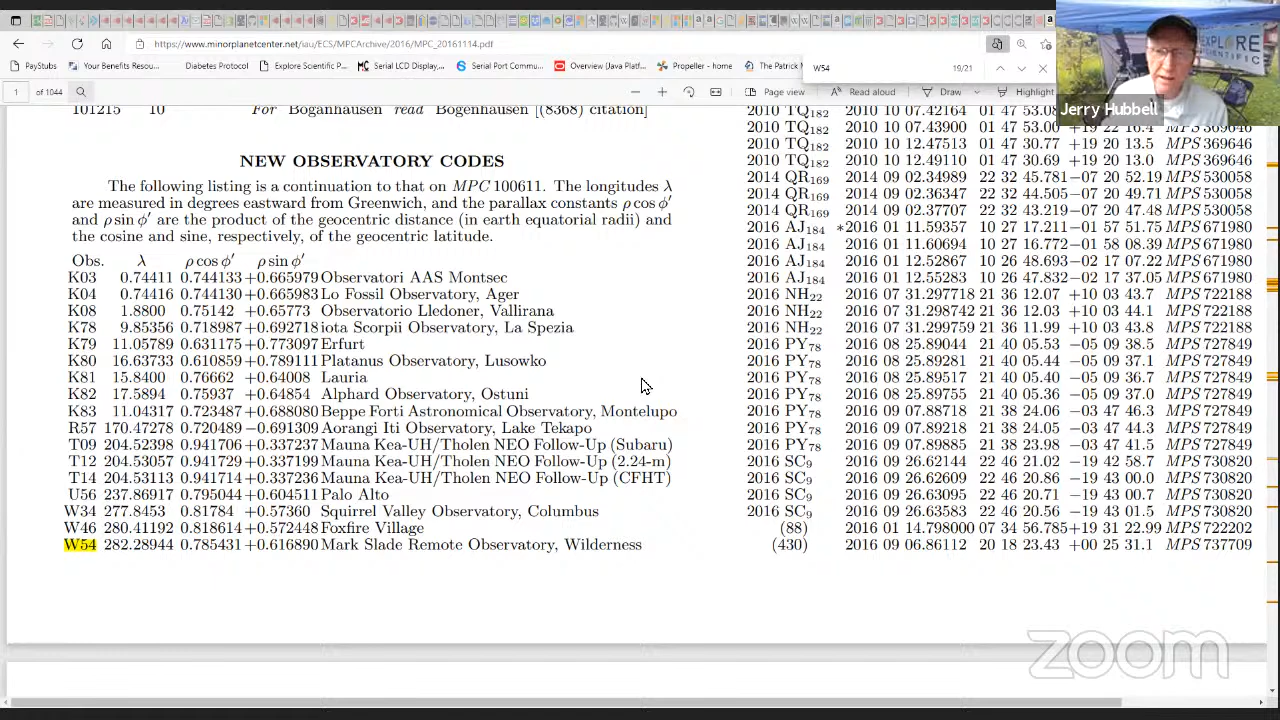 https://www.minorplanetcenter.net/iau/ECS/MPCArchive/2016/MPC_20161114.pdf
PayStubs
Your Benefits Resou...
Diabetes Protocol
Explore Scientific P...
Serial LCD Display,...
Serial Port Commu...
Overview (Java Platf...
Propeller - home
The Patrick
W54
19/21
1
of 1044
Page view
Read aloud
Draw
Highlight
EXPLORE
SCIENTIFIC
Jerry Hubbell
101215 10 For Boganhausen read Bogenhausen [(8368) citation]
NEW OBSERVATORY CODES
The following listing is a continuation to that on MPC 100611. The longitudes λ
are measured in degrees eastward from Greenwich, and the parallax constants ρ cos ϕ′
and ρ sin ϕ′ are the product of the geocentric distance (in earth equatorial radii) and
the cosine and sine, respectively, of the geocentric latitude.
Obs. λ ρ cos ϕ′ ρ sin ϕ′
K03 0.74411 0.744133 +0.665979 Observatori AAS Montsec
K04 0.74416 0.744130 +0.665983 Lo Fossil Observatory, Ager
K08 1.8800 0.75142 +0.65773 Observatorio Lledoner, Vallirana
K78 9.85356 0.718987 +0.692718 iota Scorpii Observatory, La Spezia
K79 11.05789 0.631175 +0.773097 Erfurt
K80 16.63733 0.610859 +0.789111 Platanus Observatory, Lusowko
K81 15.8400 0.76662 +0.64008 Lauria
K82 17.5894 0.75937 +0.64854 Alphard Observatory, Ostuni
K83 11.04317 0.723487 +0.688080 Beppe Forti Astronomical Observatory, Montelupo
R57 170.47278 0.720489 −0.691309 Aorangi Iti Observatory, Lake Tekapo
T09 204.52398 0.941706 +0.337237 Mauna Kea-UH/Tholen NEO Follow-Up (Subaru)
T12 204.53057 0.941729 +0.337199 Mauna Kea-UH/Tholen NEO Follow-Up (2.24-m)
T14 204.53113 0.941714 +0.337236 Mauna Kea-UH/Tholen NEO Follow-Up (CFHT)
U56 237.86917 0.795044 +0.604511 Palo Alto
W34 277.8453 0.81784 +0.57360 Squirrel Valley Observatory, Columbus
W46 280.41192 0.818614 +0.572448 Foxfire Village
W54 282.28944 0.785431 +0.616890 Mark Slade Remote Observatory, Wilderness
2010 TQ182 2010 10 07.42164 01 47 53.08
2010 TQ182 2010 10 07.43900 01 47 53.00 +19 22 16.4 MPS 369646
2010 TQ182 2010 10 12.47513 01 47 30.77 +19 20 13.5 MPS 369646
2010 TQ182 2010 10 12.49110 01 47 30.69 +19 20 13.0 MPS 369646
2014 QR169 2014 09 02.34989 22 32 45.781 −07 20 52.19 MPS 530058
2014 QR169 2014 09 02.36347 22 32 44.505 −07 20 49.71 MPS 530058
2014 QR169 2014 09 02.37707 22 32 43.219 −07 20 47.48 MPS 530058
2016 AJ184 *2016 01 11.59357 10 27 17.211 −01 58 51.75 MPS 671980
2016 AJ184 2016 01 11.60694 10 27 16.772 −01 58 08.39 MPS 671980
2016 AJ184 2016 01 12.52867 10 26 48.693 −02 17 07.22 MPS 671980
2016 AJ184 2016 01 12.55283 10 26 47.832 −02 17 37.05 MPS 671980
2016 NH22 2016 07 31.297718 21 36 12.07 +10 03 43.7 MPS 722188
2016 NH22 2016 07 31.298742 21 36 12.03 +10 03 44.1 MPS 722188
2016 NH22 2016 07 31.299759 21 36 11.99 +10 03 43.8 MPS 722188
2016 PY78 2016 08 25.89044 21 40 05.53 −05 09 38.5 MPS 727849
2016 PY78 2016 08 25.89281 21 40 05.44 −05 09 37.1 MPS 727849
2016 PY78 2016 08 25.89517 21 40 05.40 −05 09 36.7 MPS 727849
2016 PY78 2016 08 25.89755 21 40 05.36 −05 09 37.0 MPS 727849
2016 PY78 2016 09 07.88718 21 38 24.06 −03 47 46.3 MPS 727849
2016 PY78 2016 09 07.89218 21 38 24.05 −03 47 44.3 MPS 727849
2016 PY78 2016 09 07.89885 21 38 23.98 −03 47 41.5 MPS 727849
2016 SC9 2016 09 26.62144 22 46 21.02 −19 42 58.7 MPS 730820
2016 SC9 2016 09 26.62609 22 46 20.86 −19 43 00.0 MPS 730820
2016 SC9 2016 09 26.63095 22 46 20.71 −19 43 00.7 MPS 730820
2016 SC9 2016 09 26.63583 22 46 20.56 −19 43 01.5 MPS 730820
(88) 2016 01 14.798000 07 34 56.785 +19 31 22.99 MPS 722202
(430) 2016 09 06.86112 20 18 23.43 +00 25 31.1 MPS 737709
zoom